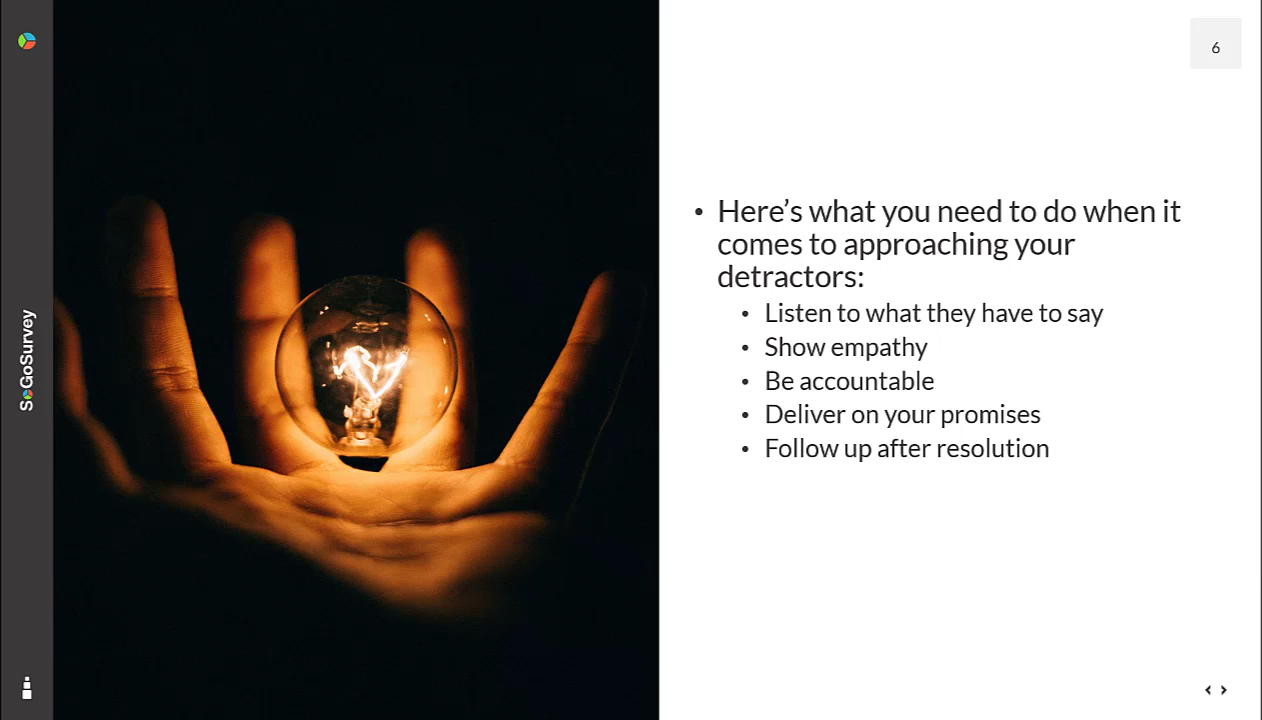 6
• Here’s what you need to do when it
comes to approaching your
detractors:
• Listen to what they have to say
• Show empathy
• Be accountable
• Deliver on your promises
• Follow up after resolution
SoGoSurvey